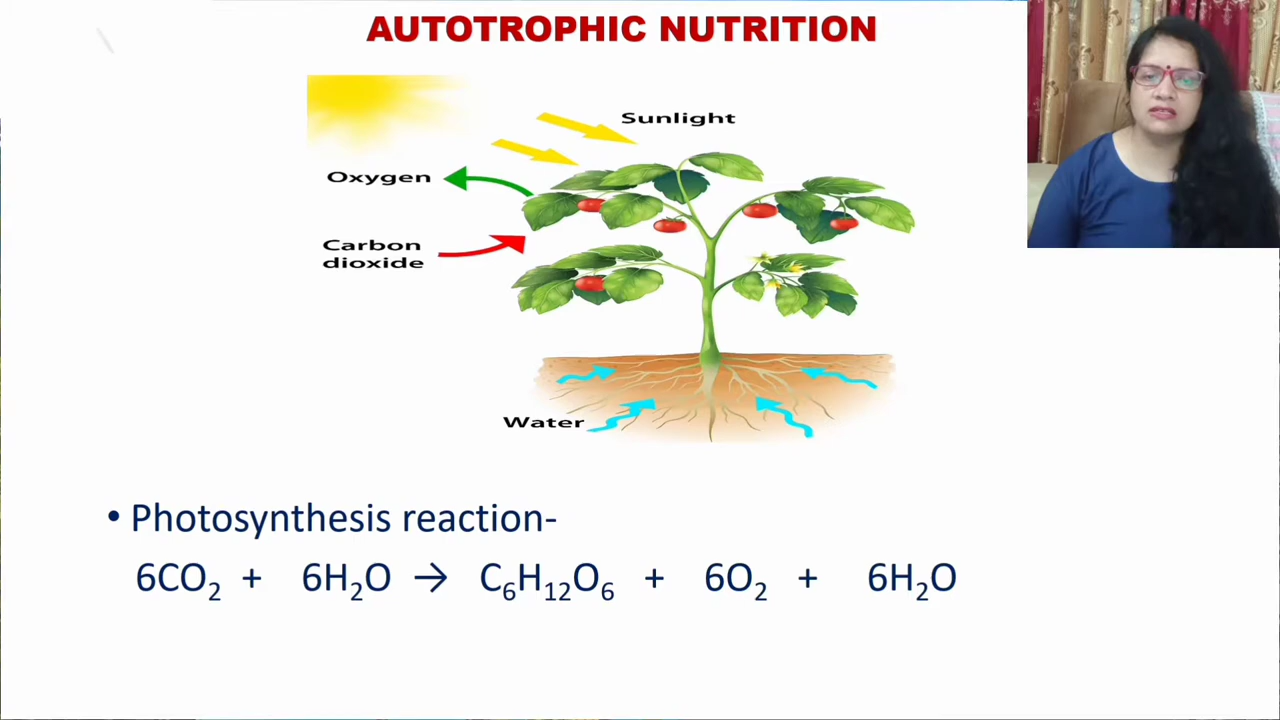 AUTOTROPHIC NUTRITION
Sunlight
Oxygen
Carbon
dioxide
Water
• Photosynthesis reaction-
6CO₂ + 6H₂O → C₆H₁₂O₆ + 6O₂ + 6H₂O